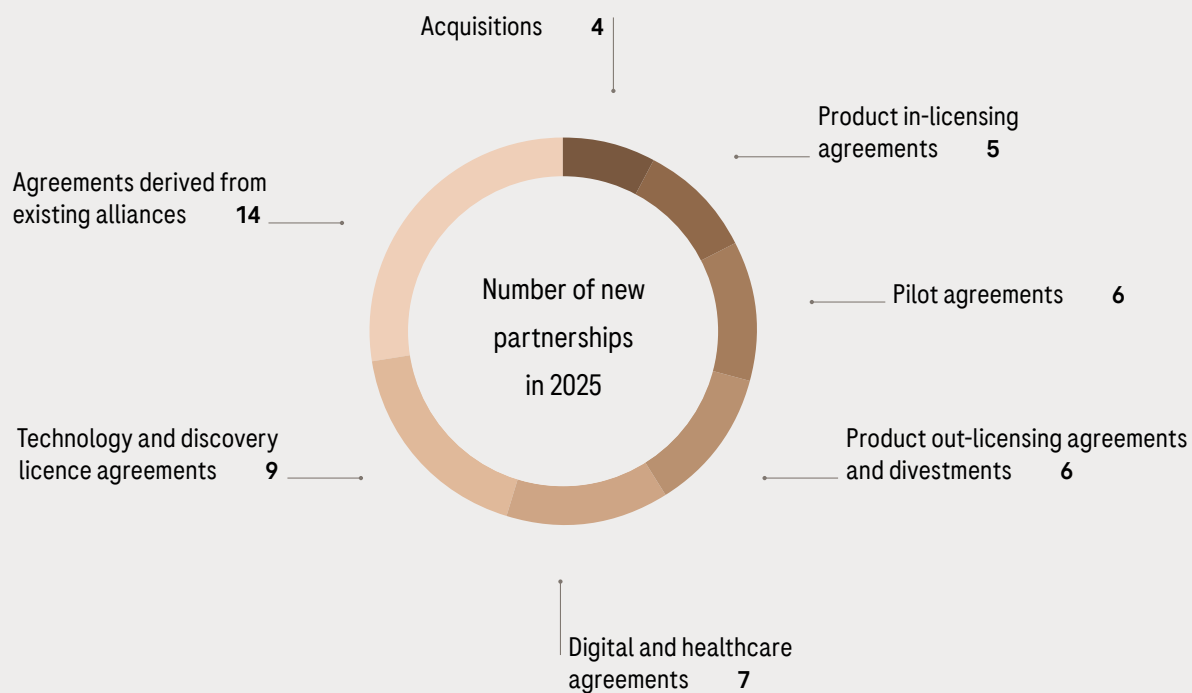 Acquisitions 4
Product in-licensing
agreements 5
Agreements derived from
existing alliances 14
Number of new
partnerships
in 2025
Pilot agreements 6
Technology and discovery
licence agreements 9
Product out-licensing agreements
and divestments 6
Digital and healthcare
agreements 7